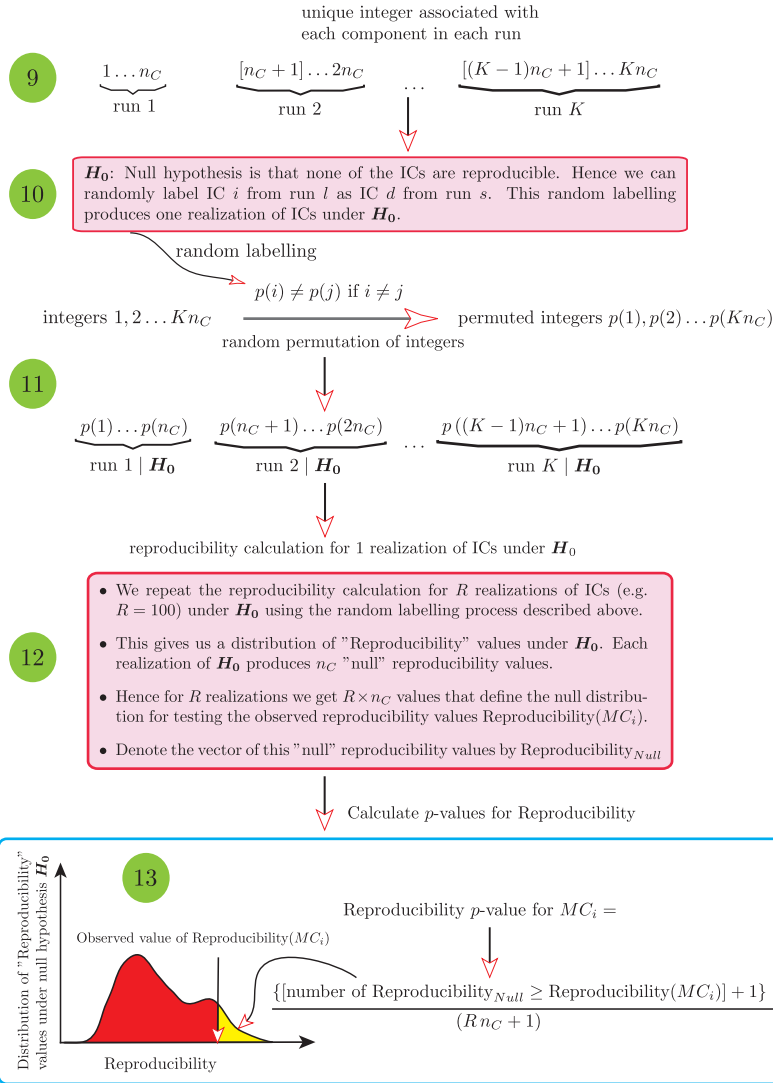 unique integer associated with
each component in each run
9
1 … n_C
[n_C + 1] … 2n_C
…
[(K − 1)n_C + 1] … Kn_C
run 1
run 2
run K
10
H_0: Null hypothesis is that none of the ICs are reproducible. Hence we can
randomly label IC i from run l as IC d from run s. This random labelling
produces one realization of ICs under H_0.
random labelling
p(i) ≠ p(j) if i ≠ j
integers 1, 2 … Kn_C
permuted integers p(1), p(2) … p(Kn_C)
random permutation of integers
11
p(1) … p(n_C)
p(n_C + 1) … p(2n_C)
…
p ((K − 1)n_C + 1) … p(Kn_C)
run 1 | H_0
run 2 | H_0
run K | H_0
reproducibility calculation for 1 realization of ICs under H_0
12
• We repeat the reproducibility calculation for R realizations of ICs (e.g.
R = 100) under H_0 using the random labelling process described above.
• This gives us a distribution of "Reproducibility" values under H_0. Each
realization of H_0 produces n_C "null" reproducibility values.
• Hence for R realizations we get R×n_C values that define the null distribu-
tion for testing the observed reproducibility values Reproducibility(MC_i).
• Denote the vector of this "null" reproducibility values by Reproducibility_Null
Calculate p-values for Reproducibility
13
Distribution of "Reproducibility"
values under null hypothesis H_0
Observed value of Reproducibility(MC_i)
Reproducibility
Reproducibility p-value for MC_i =
{[number of Reproducibility_Null ≥ Reproducibility(MC_i)] + 1}
(R n_C + 1)